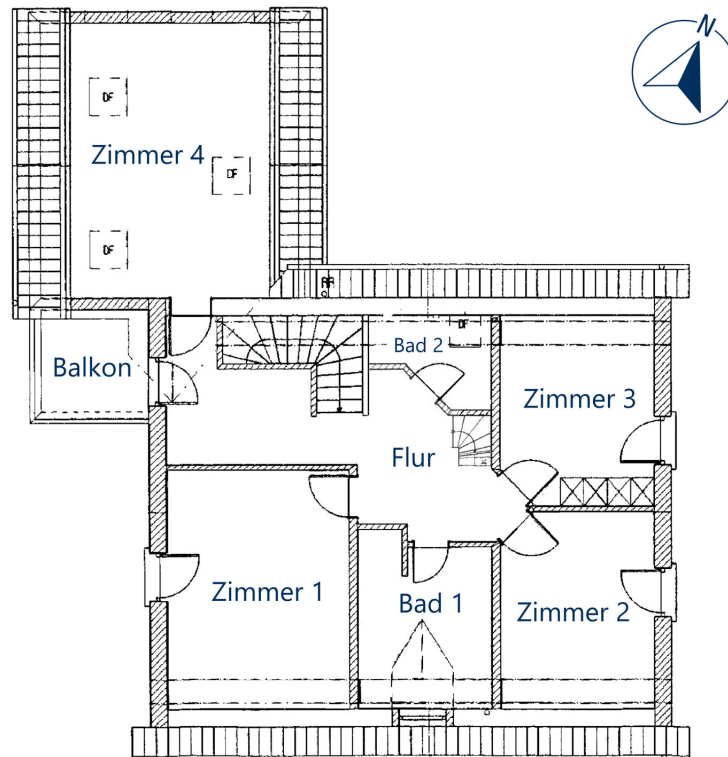 N
DF
Zimmer 4
DF
DF
RR
Balkon
DF
Bad 2
Zimmer 3
Flur
Zimmer 1
Bad 1
Zimmer 2